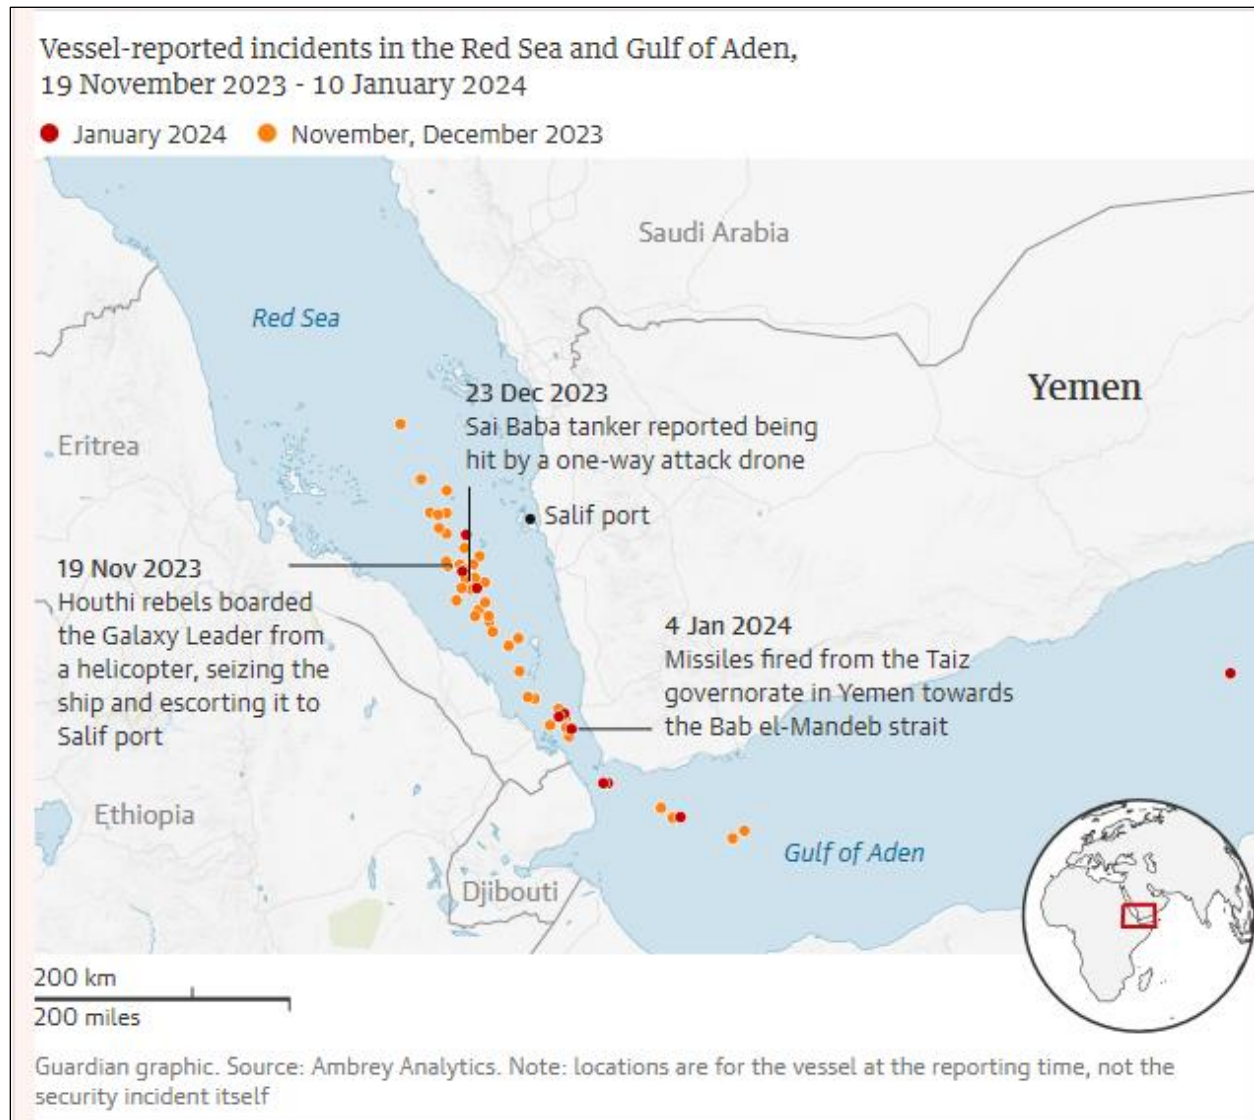 Vessel-reported incidents in the Red Sea and Gulf of Aden,
19 November 2023 - 10 January 2024
January 2024
November, December 2023
Saudi Arabia
Red Sea
Yemen
23 Dec 2023
Sai Baba tanker reported being
hit by a one-way attack drone
Eritrea
Salif port
19 Nov 2023
Houthi rebels boarded
the Galaxy Leader from
a helicopter, seizing the
ship and escorting it to
Salif port
4 Jan 2024
Missiles fired from the Taiz
governorate in Yemen towards
the Bab el-Mandeb strait
Ethiopia
Gulf of Aden
Djibouti
200 km
200 miles
Guardian graphic. Source: Ambrey Analytics. Note: locations are for the vessel at the reporting time, not the
security incident itself